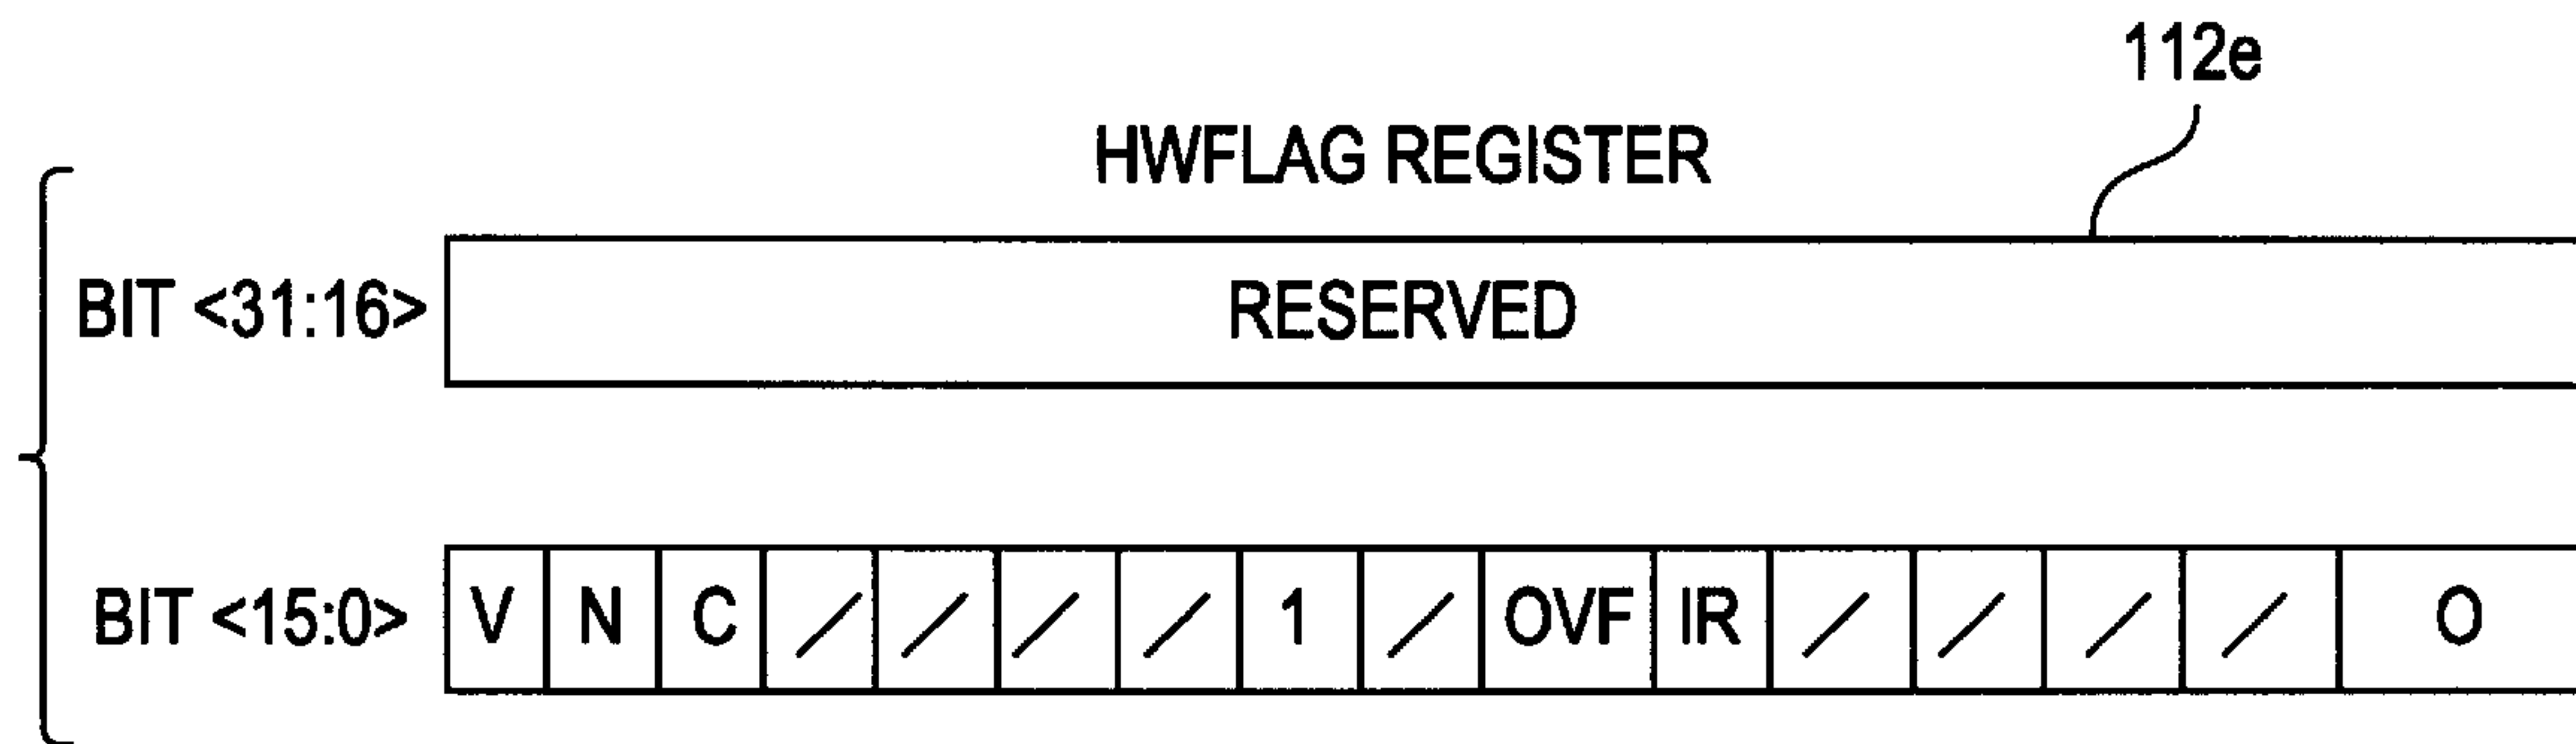 112e
HWFLAG REGISTER
BIT <31:16> RESERVED
BIT <15:0> V N C / / / / 1 / OVF IR / / / / O